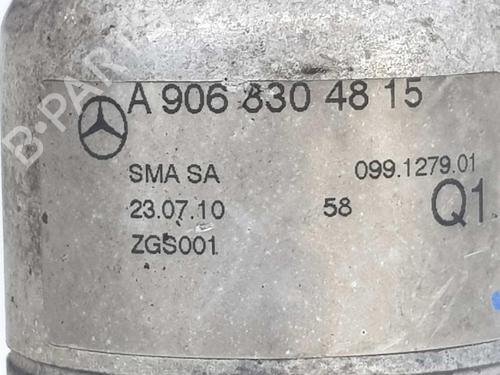 A 906 830 48 15
SMA SA 099.1279.01
23.07.10 58 Q1
ZGS001
B-PARTS